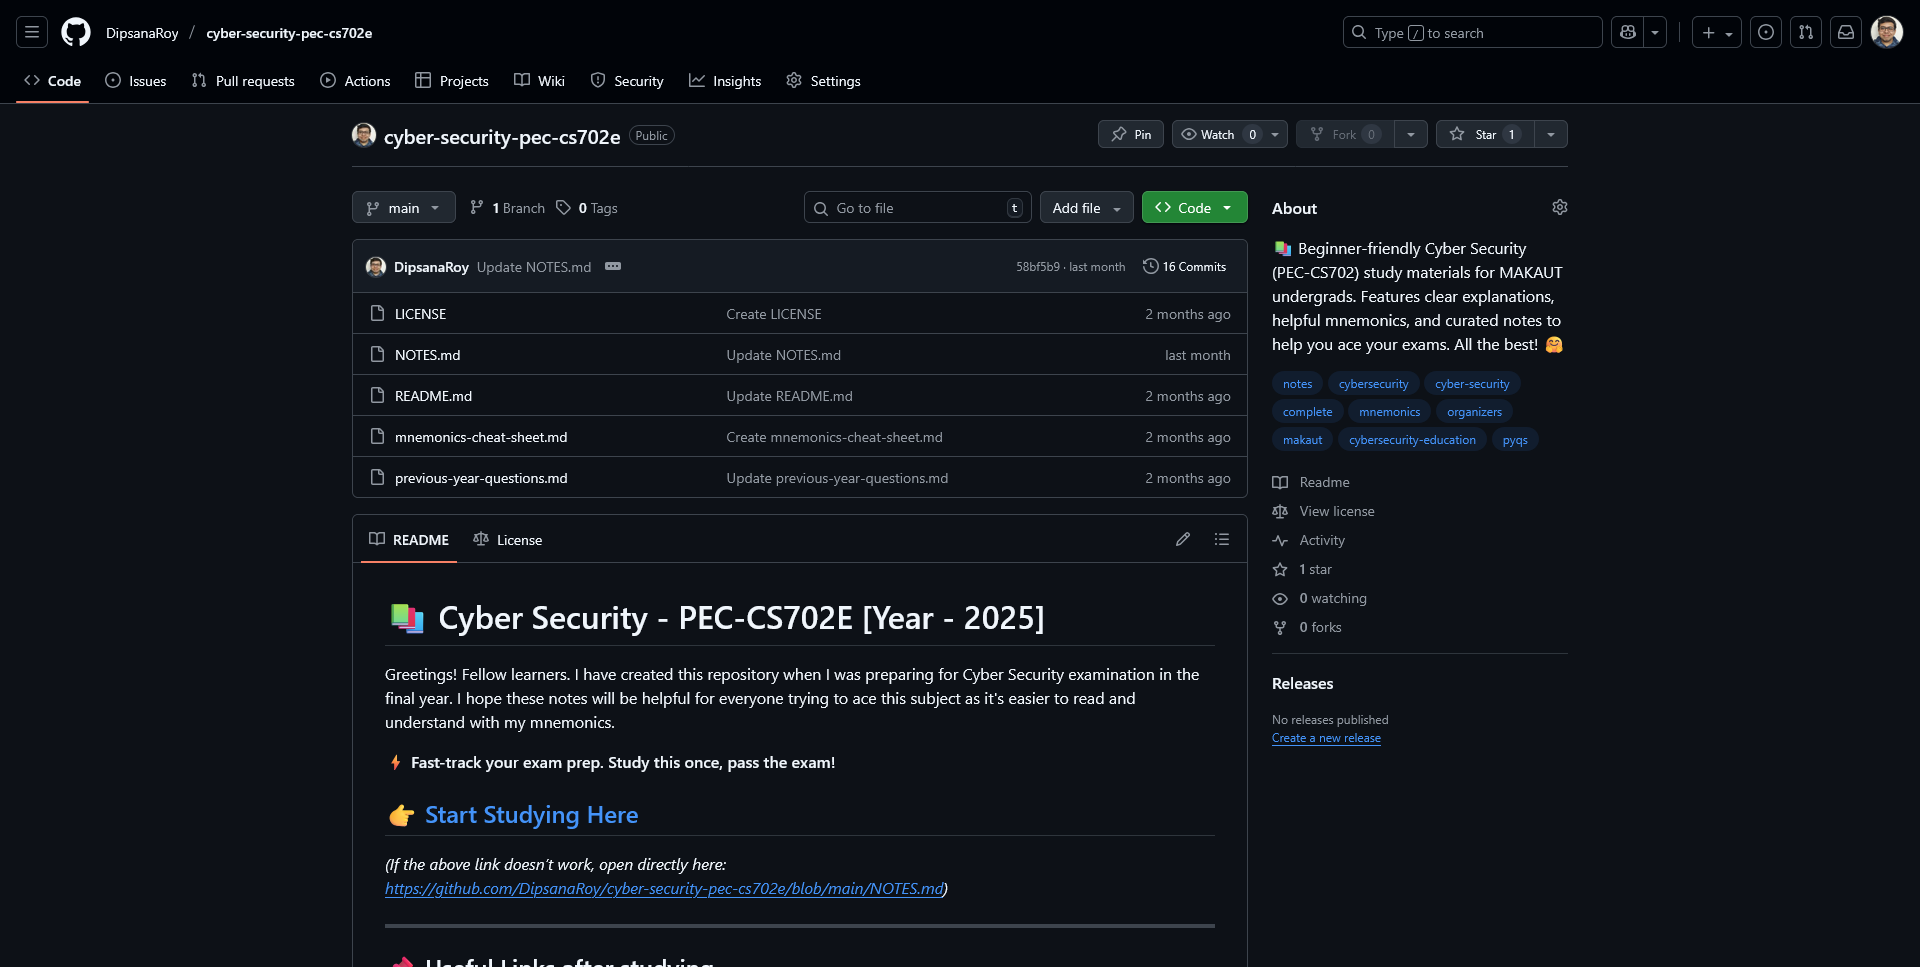 DipsanaRoy / cyber-security-pec-cs702e
Type / to search
Code
Issues
Pull requests
Actions
Projects
Wiki
Security
Insights
Settings
cyber-security-pec-cs702e Public
Pin
Watch 0
Fork 0
Star 1
main
1 Branch
0 Tags
Go to file t
Add file
<> Code
DipsanaRoy Update NOTES.md
58bf5b9 · last month
16 Commits
LICENSE Create LICENSE 2 months ago
NOTES.md Update NOTES.md last month
README.md Update README.md 2 months ago
mnemonics-cheat-sheet.md Create mnemonics-cheat-sheet.md 2 months ago
previous-year-questions.md Update previous-year-questions.md 2 months ago
README
License
📚 Cyber Security - PEC-CS702E [Year - 2025]
Greetings! Fellow learners. I have created this repository when I was preparing for Cyber Security examination in the
final year. I hope these notes will be helpful for everyone trying to ace this subject as it's easier to read and
understand with my mnemonics.
⚡ Fast-track your exam prep. Study this once, pass the exam!
👉 Start Studying Here
(If the above link doesn't work, open directly here:
https://github.com/DipsanaRoy/cyber-security-pec-cs702e/blob/main/NOTES.md)
Useful Links after studying
About
📚 Beginner-friendly Cyber Security
(PEC-CS702) study materials for MAKAUT
undergrads. Features clear explanations,
helpful mnemonics, and curated notes to
help you ace your exams. All the best! 🤗
notes cybersecurity cyber-security
complete mnemonics organizers
makaut cybersecurity-education pyqs
Readme
View license
Activity
1 star
0 watching
0 forks
Releases
No releases published
Create a new release